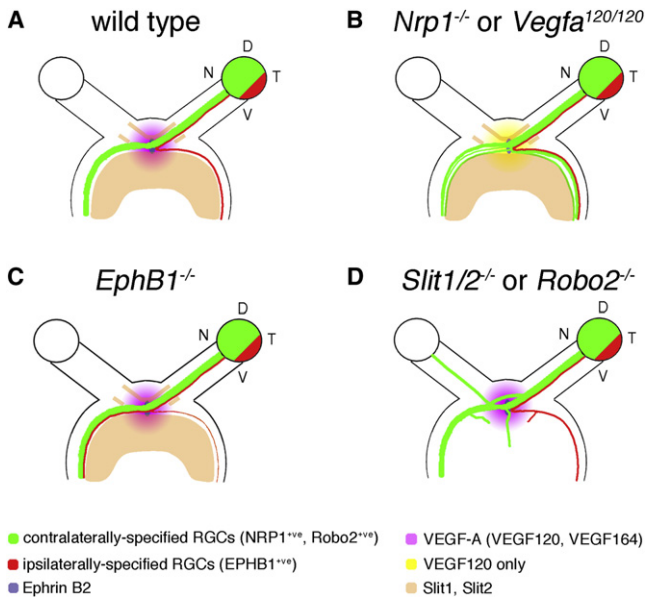 A wild type
B Nrp1-/- or Vegfa120/120
D
N T
V
D
N T
V
C EphB1-/-
D Slit1/2-/- or Robo2-/-
D
N T
V
D
N T
V
contralaterally-specified RGCs (NRP1+ve, Robo2+ve)
ipsilaterally-specified RGCs (EPHB1+ve)
Ephrin B2
VEGF-A (VEGF120, VEGF164)
VEGF120 only
Slit1, Slit2